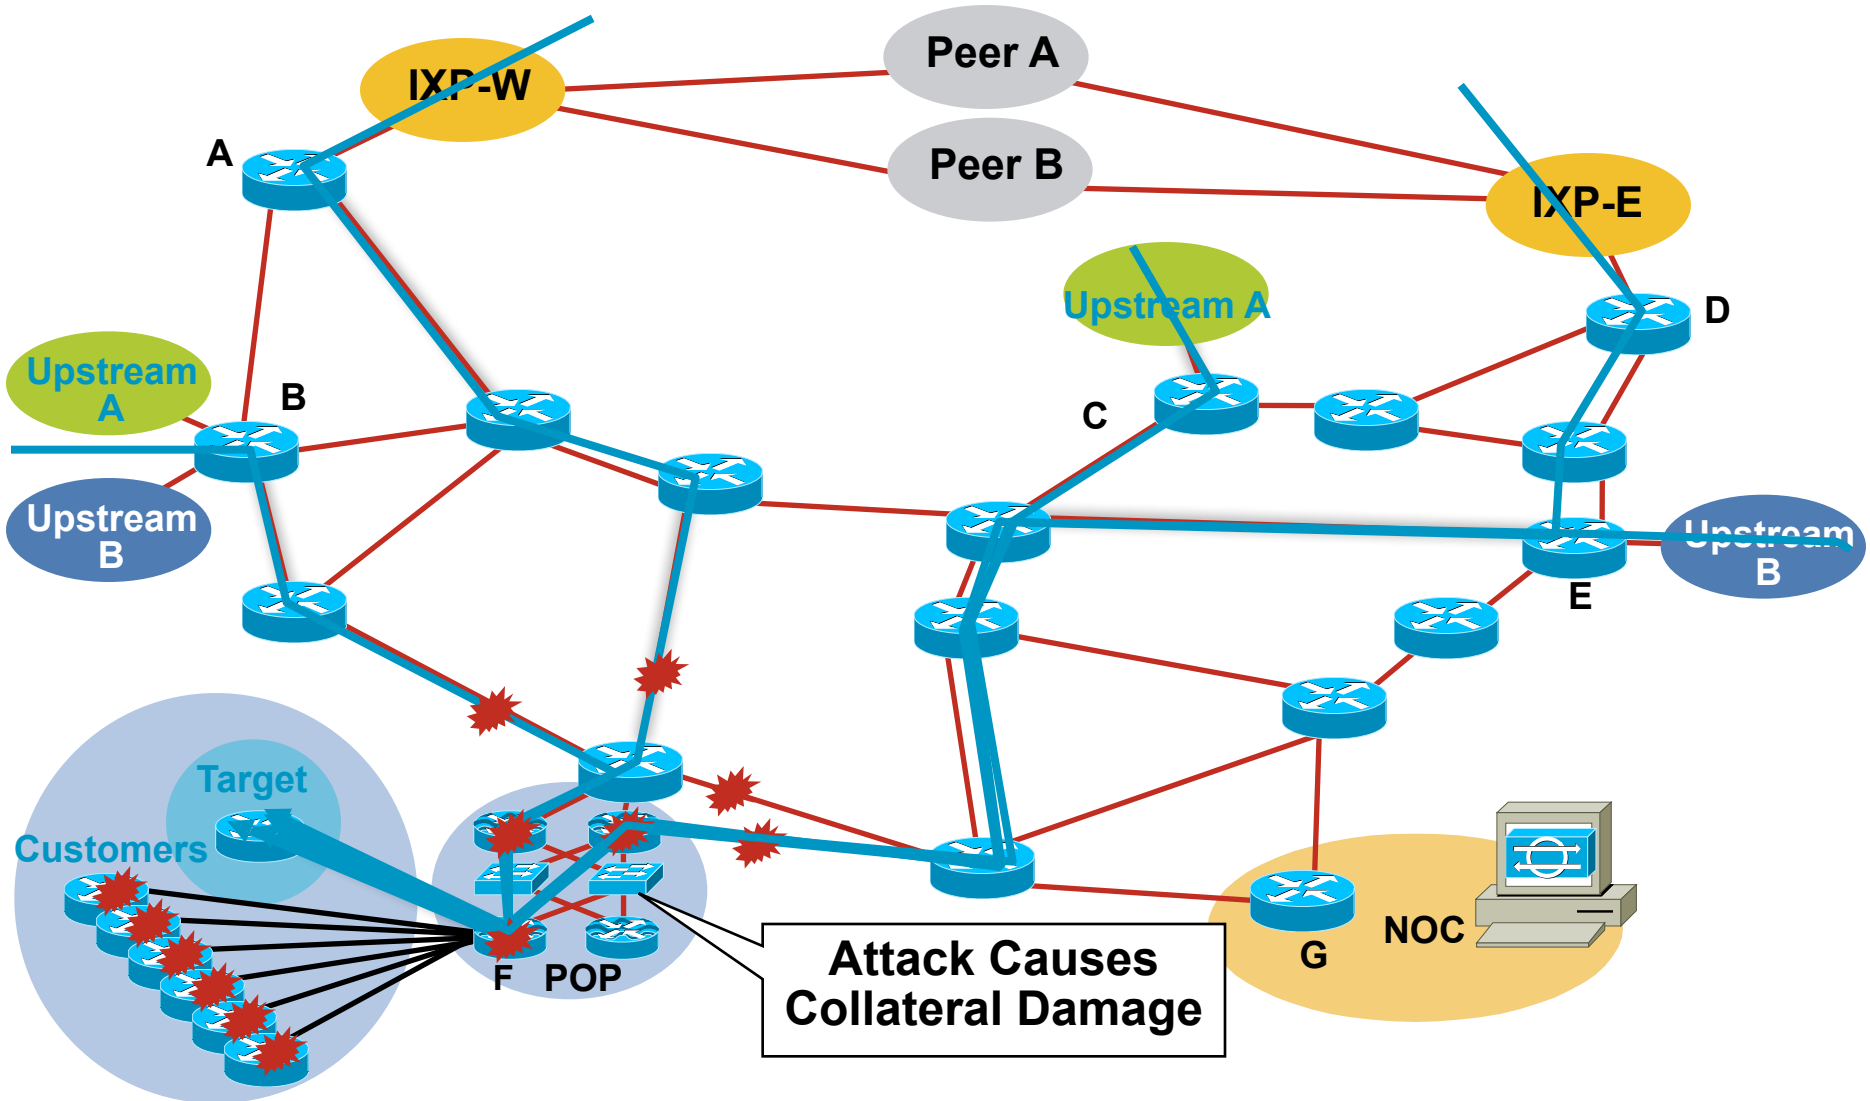 IXP-W
Peer A
Peer B
A
IXP-E
Upstream A
D
Upstream
A
B
C
Upstream
B
Upstream
B
E
Target
Customers
F
POP
Attack Causes
Collateral Damage
G
NOC